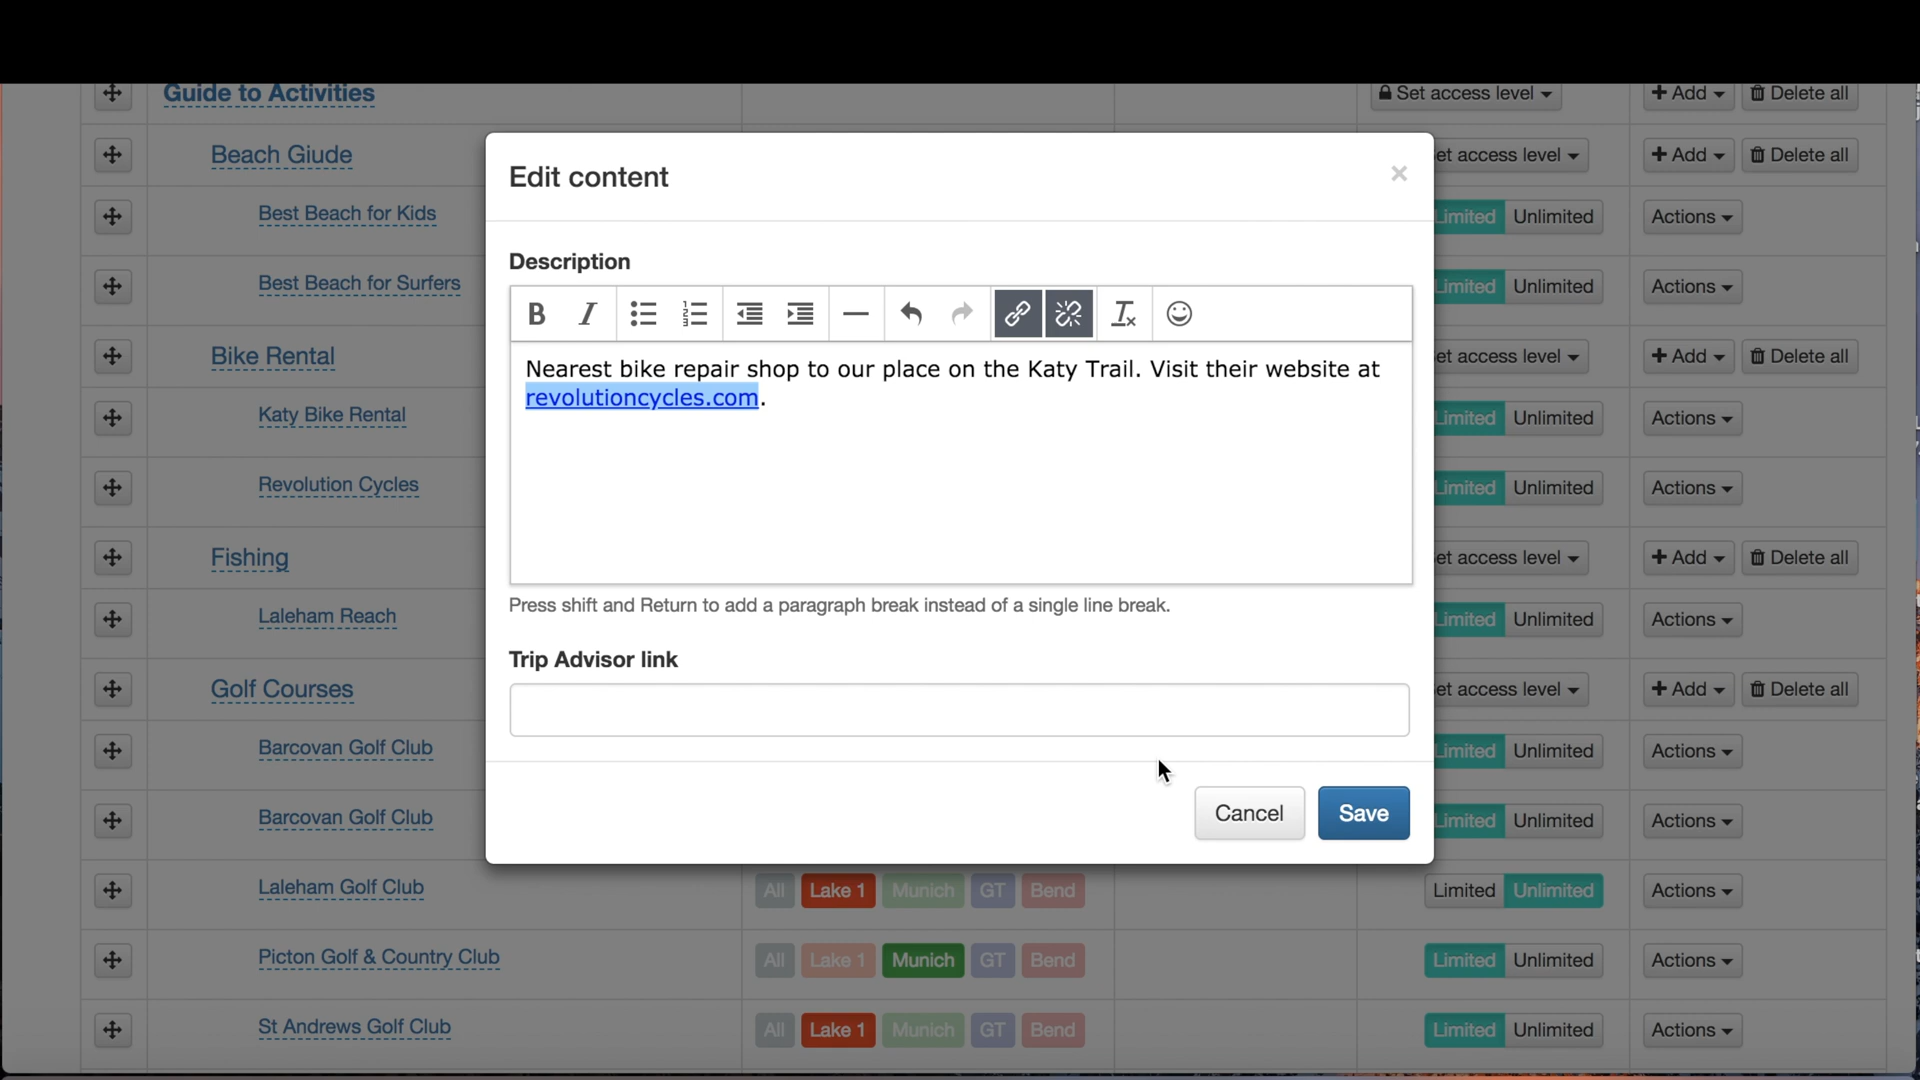 Guide to Activities Set access level + Add Delete all
Beach Giude et access level + Add Delete all
Best Beach for Kids Limited Unlimited Actions
Best Beach for Surfers Limited Unlimited Actions
Bike Rental et access level + Add Delete all
Katy Bike Rental Limited Unlimited Actions
Revolution Cycles Limited Unlimited Actions
Fishing et access level + Add Delete all
Laleham Reach Limited Unlimited Actions
Golf Courses et access level + Add Delete all
Barcovan Golf Club Limited Unlimited Actions
Barcovan Golf Club Limited Unlimited Actions
Laleham Golf Club All Lake 1 Munich GT Bend Limited Unlimited Actions
Picton Golf & Country Club All Lake 1 Munich GT Bend Limited Unlimited Actions
St Andrews Golf Club All Lake 1 Munich GT Bend Limited Unlimited Actions
Edit content ×
Description
B I
Nearest bike repair shop to our place on the Katy Trail. Visit their website at
revolutioncycles.com.
Press shift and Return to add a paragraph break instead of a single line break.
Trip Advisor link
Cancel Save